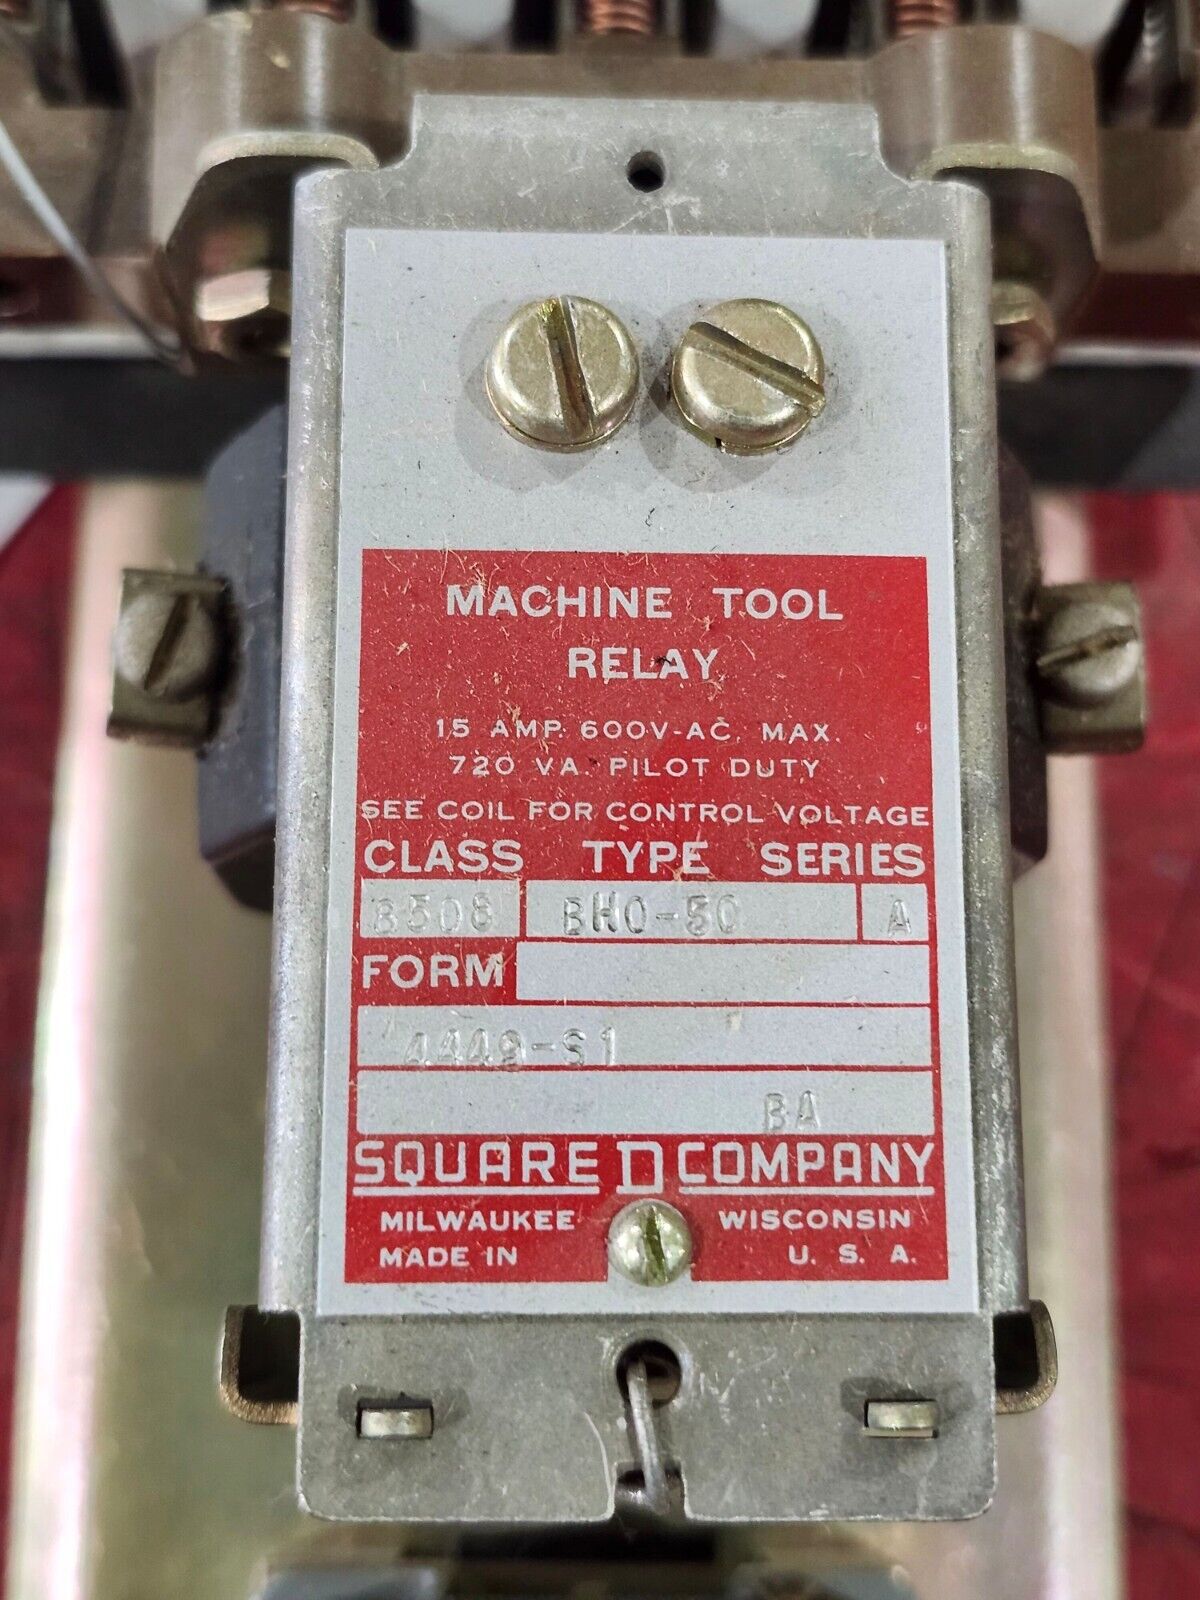 MACHINE TOOL
RELAY
15 AMP. 600V-AC. MAX.
720 VA. PILOT DUTY
SEE COIL FOR CONTROL VOLTAGE
CLASS TYPE SERIES
8508 BHO-50 A
FORM
4449-S1
BA
SQUARE D COMPANY
MILWAUKEE WISCONSIN
MADE IN U. S. A.